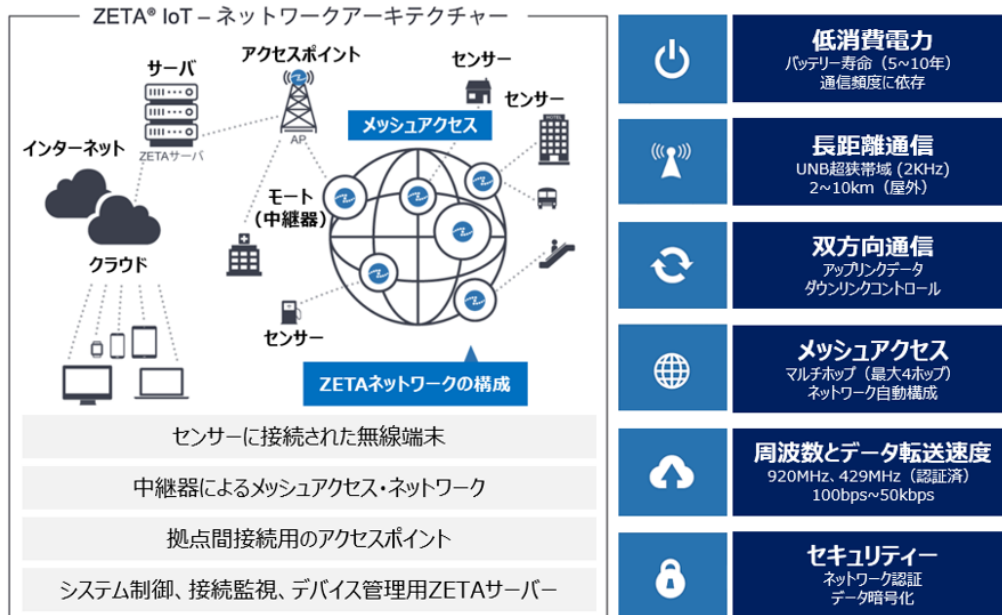 ZETA® IoT – ネットワークアーキテクチャー
サーバ
ZETAサーバ
アクセスポイント
AP
センサー
センサー
メッシュアクセス
インターネット
モート
(中継器)
クラウド
センサー
ZETAネットワークの構成
センサーに接続された無線端末
中継器によるメッシュアクセス・ネットワーク
拠点間接続用のアクセスポイント
システム制御、接続監視、デバイス管理用ZETAサーバー
低消費電力
バッテリー寿命（5~10年）
通信頻度に依存
長距離通信
UNB超狭帯域 (2KHz)
2~10km（屋外）
双方向通信
アップリンクデータ
ダウンリンクコントロール
メッシュアクセス
マルチホップ（最大4ホップ）
ネットワーク自動構成
周波数とデータ転送速度
920MHz、429MHz（認証済）
100bps~50kbps
セキュリティー
ネットワーク認証
データ暗号化